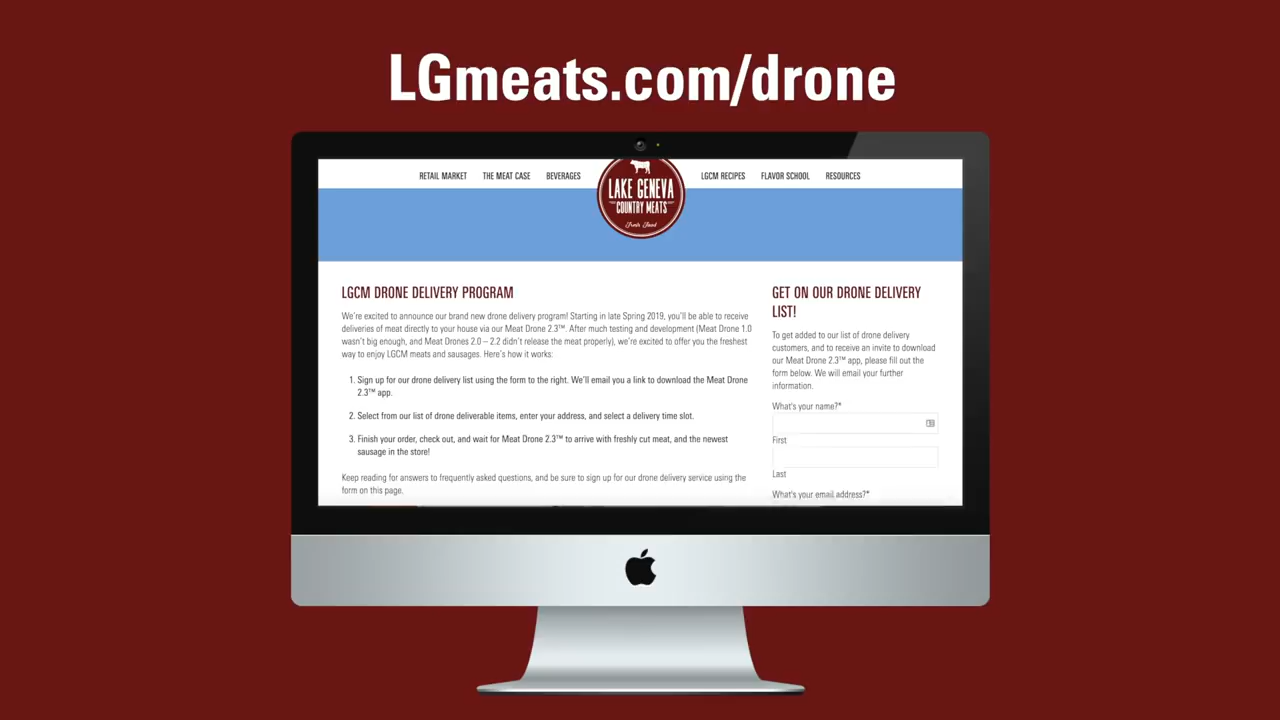 LGmeats.com/drone
RETAIL MARKET THE MEAT CASE BEVERAGES LGCM RECIPES FLAVOR SCHOOL RESOURCES
LAKE GENEVA
COUNTRY MEATS
Fresh Food
LGCM DRONE DELIVERY PROGRAM
We're excited to announce our brand new drone delivery program! Starting in late Spring 2019, you'll be able to receive
deliveries of meat directly to your house via our Meat Drone 2.3™. After much testing and development (Meat Drone 1.0
wasn't big enough, and Meat Drones 2.0 – 2.2 didn't release the meat properly), we're excited to offer you the freshest
way to enjoy LGCM meats and sausages. Here's how it works:
1. Sign up for our drone delivery list using the form to the right. We'll email you a link to download the Meat Drone
2.3™ app.
2. Select from our list of drone deliverable items, enter your address, and select a delivery time slot.
3. Finish your order, check out, and wait for Meat Drone 2.3™ to arrive with freshly cut meat, and the newest
sausage in the store!
Keep reading for answers to frequently asked questions, and be sure to sign up for our drone delivery service using the
form on this page.
GET ON OUR DRONE DELIVERY
LIST!
To get added to our list of drone delivery
customers, and to receive an invite to download
our Meat Drone 2.3™ app, please fill out the
form below. We will email your further
information.
What's your name?*
First
Last
What's your email address?*